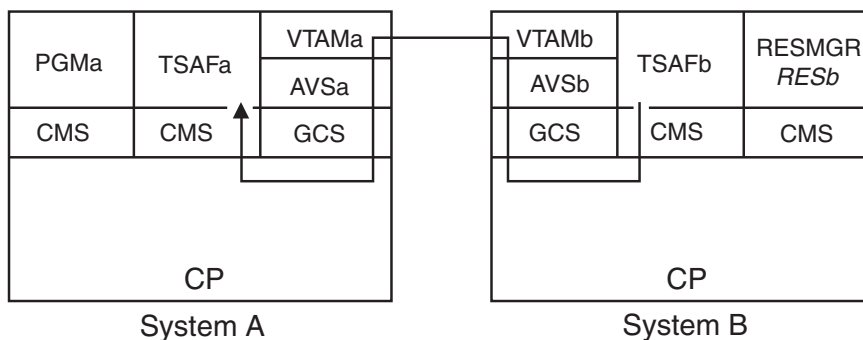 PGMa
TSAFa
VTAMa
AVSa
CMS
CMS
GCS
CP
System A
VTAMb
AVSb
TSAFb
RESMGR
RESb
GCS
CMS
CMS
CP
System B